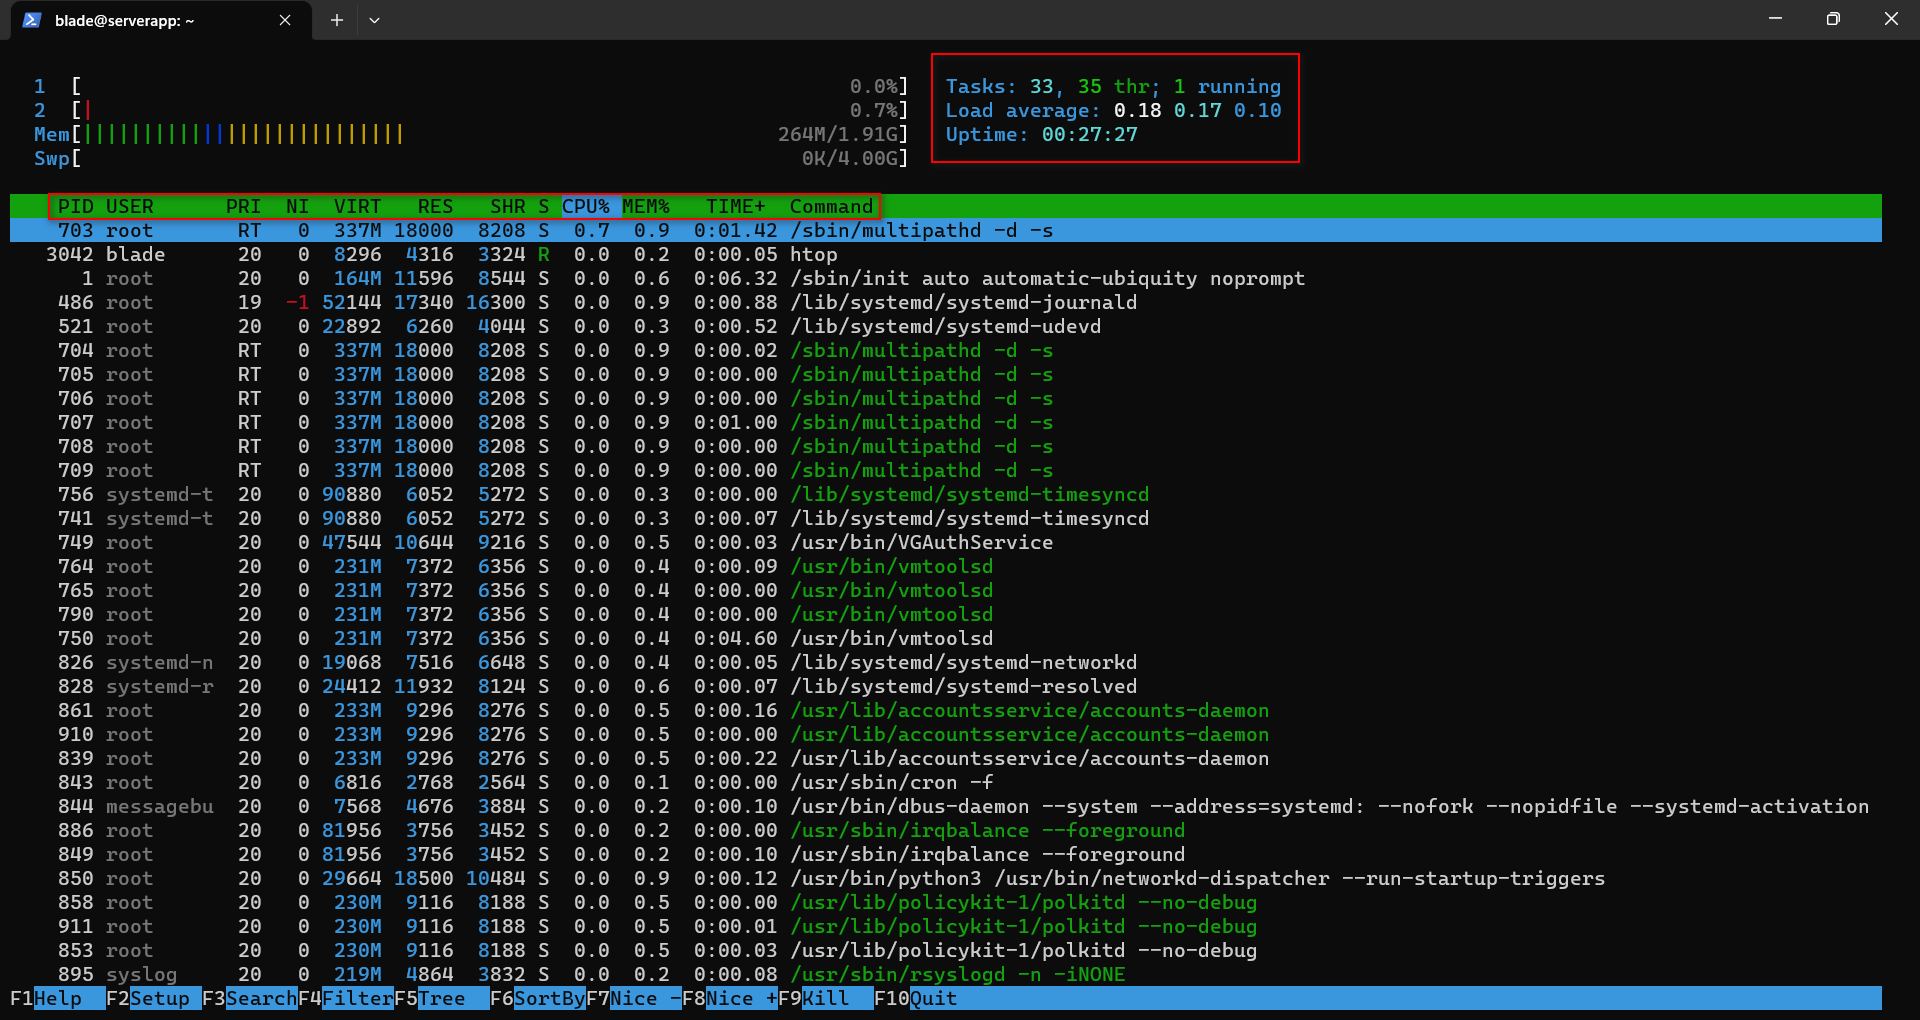 blade@serverapp: ~
1  [ 0.0%]
2  [| 0.7%]
Mem[||||||||||||||||||||||||||| 264M/1.91G]
Swp[ 0K/4.00G]
Tasks: 33, 35 thr; 1 running
Load average: 0.18 0.17 0.10
Uptime: 00:27:27
PID USER PRI NI VIRT RES SHR S CPU% MEM% TIME+ Command
703 root RT 0 337M 18000 8208 S 0.7 0.9 0:01.42 /sbin/multipathd -d -s
3042 blade 20 0 8296 4316 3324 R 0.0 0.2 0:00.05 htop
1 root 20 0 164M 11596 8544 S 0.0 0.6 0:06.32 /sbin/init auto automatic-ubiquity noprompt
486 root 19 -1 52144 17340 16300 S 0.0 0.9 0:00.88 /lib/systemd/systemd-journald
521 root 20 0 22892 6260 4044 S 0.0 0.3 0:00.52 /lib/systemd/systemd-udevd
704 root RT 0 337M 18000 8208 S 0.0 0.9 0:00.02 /sbin/multipathd -d -s
705 root RT 0 337M 18000 8208 S 0.0 0.9 0:00.00 /sbin/multipathd -d -s
706 root RT 0 337M 18000 8208 S 0.0 0.9 0:00.00 /sbin/multipathd -d -s
707 root RT 0 337M 18000 8208 S 0.0 0.9 0:01.00 /sbin/multipathd -d -s
708 root RT 0 337M 18000 8208 S 0.0 0.9 0:00.00 /sbin/multipathd -d -s
709 root RT 0 337M 18000 8208 S 0.0 0.9 0:00.00 /sbin/multipathd -d -s
756 systemd-t 20 0 90880 6052 5272 S 0.0 0.3 0:00.00 /lib/systemd/systemd-timesyncd
741 systemd-t 20 0 90880 6052 5272 S 0.0 0.3 0:00.07 /lib/systemd/systemd-timesyncd
749 root 20 0 47544 10644 9216 S 0.0 0.5 0:00.03 /usr/bin/VGAuthService
764 root 20 0 231M 7372 6356 S 0.0 0.4 0:00.09 /usr/bin/vmtoolsd
765 root 20 0 231M 7372 6356 S 0.0 0.4 0:00.00 /usr/bin/vmtoolsd
790 root 20 0 231M 7372 6356 S 0.0 0.4 0:00.00 /usr/bin/vmtoolsd
750 root 20 0 231M 7372 6356 S 0.0 0.4 0:04.60 /usr/bin/vmtoolsd
826 systemd-n 20 0 19068 7516 6648 S 0.0 0.4 0:00.05 /lib/systemd/systemd-networkd
828 systemd-r 20 0 24412 11932 8124 S 0.0 0.6 0:00.07 /lib/systemd/systemd-resolved
861 root 20 0 233M 9296 8276 S 0.0 0.5 0:00.16 /usr/lib/accountsservice/accounts-daemon
910 root 20 0 233M 9296 8276 S 0.0 0.5 0:00.00 /usr/lib/accountsservice/accounts-daemon
839 root 20 0 233M 9296 8276 S 0.0 0.5 0:00.22 /usr/lib/accountsservice/accounts-daemon
843 root 20 0 6816 2768 2564 S 0.0 0.1 0:00.00 /usr/sbin/cron -f
844 messagebu 20 0 7568 4676 3884 S 0.0 0.2 0:00.10 /usr/bin/dbus-daemon --system --address=systemd: --nofork --nopidfile --systemd-activation
886 root 20 0 81956 3756 3452 S 0.0 0.2 0:00.00 /usr/sbin/irqbalance --foreground
849 root 20 0 81956 3756 3452 S 0.0 0.2 0:00.10 /usr/sbin/irqbalance --foreground
850 root 20 0 29664 18500 10484 S 0.0 0.9 0:00.12 /usr/bin/python3 /usr/bin/networkd-dispatcher --run-startup-triggers
858 root 20 0 230M 9116 8188 S 0.0 0.5 0:00.00 /usr/lib/policykit-1/polkitd --no-debug
911 root 20 0 230M 9116 8188 S 0.0 0.5 0:00.01 /usr/lib/policykit-1/polkitd --no-debug
853 root 20 0 230M 9116 8188 S 0.0 0.5 0:00.03 /usr/lib/policykit-1/polkitd --no-debug
895 syslog 20 0 219M 4864 3832 S 0.0 0.2 0:00.08 /usr/sbin/rsyslogd -n -iNONE
F1Help F2Setup F3SearchF4FilterF5Tree F6SortByF7Nice -F8Nice +F9Kill F10Quit